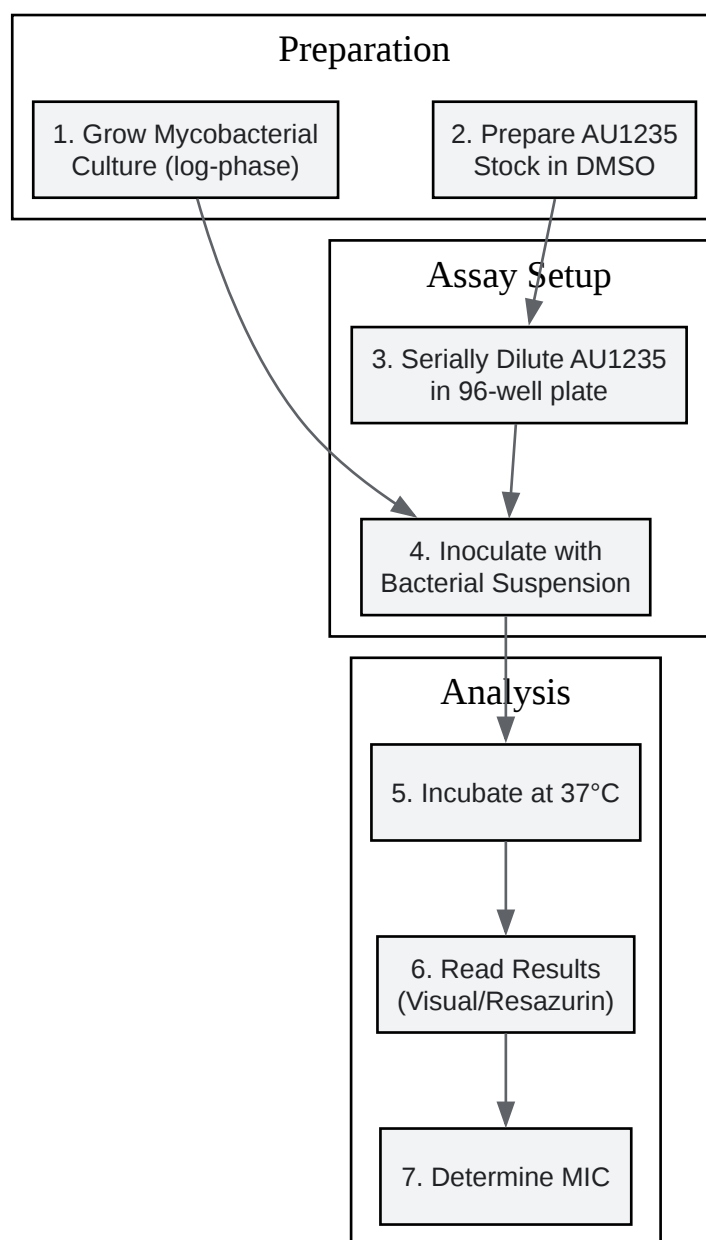 Preparation
1. Grow Mycobacterial
Culture (log-phase)
2. Prepare AU1235
Stock in DMSO
Assay Setup
3. Serially Dilute AU1235
in 96-well plate
4. Inoculate with
Bacterial Suspension
Analysis
5. Incubate at 37°C
6. Read Results
(Visual/Resazurin)
7. Determine MIC